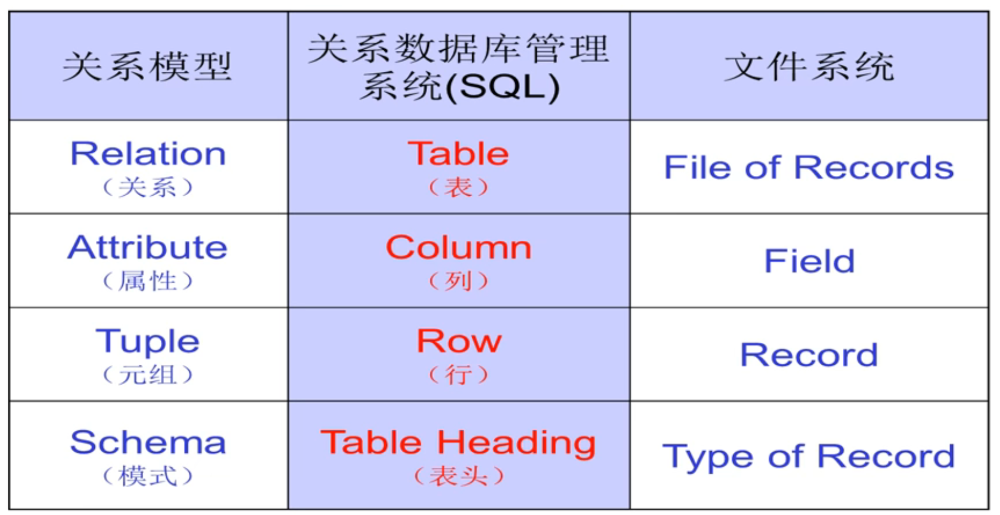 关系模型
关系数据库管理
系统(SQL)
文件系统
Relation
（关系）
Table
（表）
File of Records
Attribute
（属性）
Column
（列）
Field
Tuple
（元组）
Row
（行）
Record
Schema
（模式）
Table Heading
（表头）
Type of Record